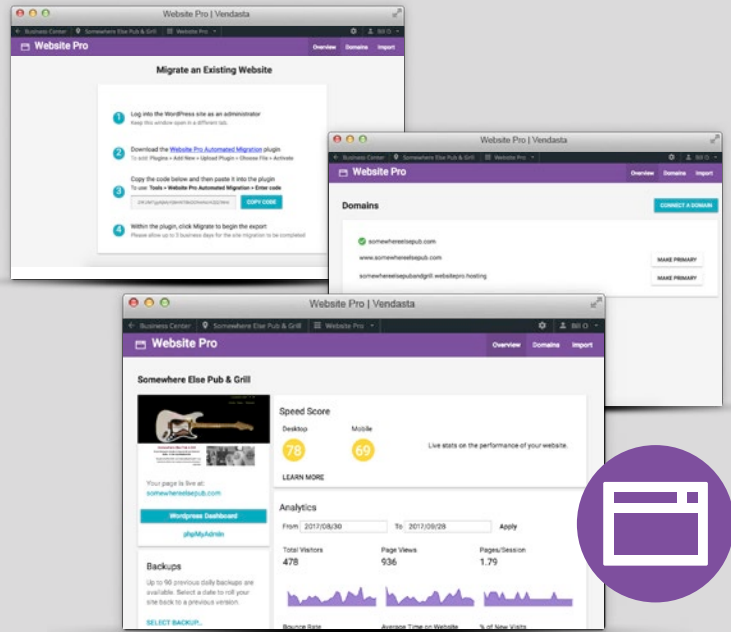 Website Pro | Vendasta
Business Center Somewhere Else Pub & Grill Website Pro Bill O
Website Pro Overview Domains Import
Migrate an Existing Website
1 Log into the WordPress site as an administrator
Keep this window open in a different tab.
2 Download the Website Pro Automated Migration plugin
To add: Plugins > Add New > Upload Plugin > Choose File > Activate
Copy the code below and then paste it into the plugin
3 To use: Tools > Website Pro Automated Migration > Enter code
COPY CODE
4 Within the plugin, click Migrate to begin the export
Please allow up to 5 business days for the site migration to be completed
Website Pro | Vendasta
Business Center Somewhere Else Pub & Grill Website Pro Bill O
Website Pro Overview Domains Import
Domains CONNECT A DOMAIN
somewhereelsepub.com
www.somewhereelsepub.com MAKE PRIMARY
somewhereelsepubandgrill.websitepro.hosting MAKE PRIMARY
Website Pro | Vendasta
Business Center Somewhere Else Pub & Grill Website Pro Bill O
Website Pro Overview Domains Import
Somewhere Else Pub & Grill
Your page is live at:
somewhereelsepub.com
Wordpress Dashboard
phpMyAdmin
Backups
Up to 90 previous daily backups are
available. Select a date to roll your
site back to a previous version.
SELECT BACKUP...
Speed Score
Desktop Mobile
78 69 Live stats on the performance of your website.
LEARN MORE
Analytics
From 2017/08/30 To 2017/09/28 Apply
Total Visitors Page Views Pages/Session
478 936 1.79
Bounce Rate Average Time on Website % of New Visits